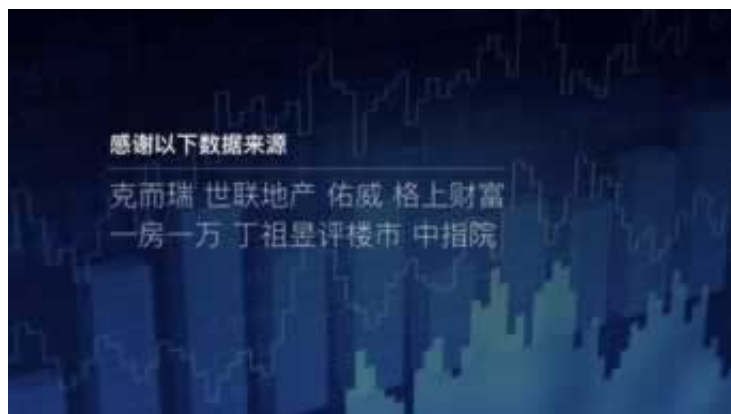 感谢以下数据来源
克而瑞 世联地产 佑威 格上财富
一房一万 丁祖昱评楼市 中指院